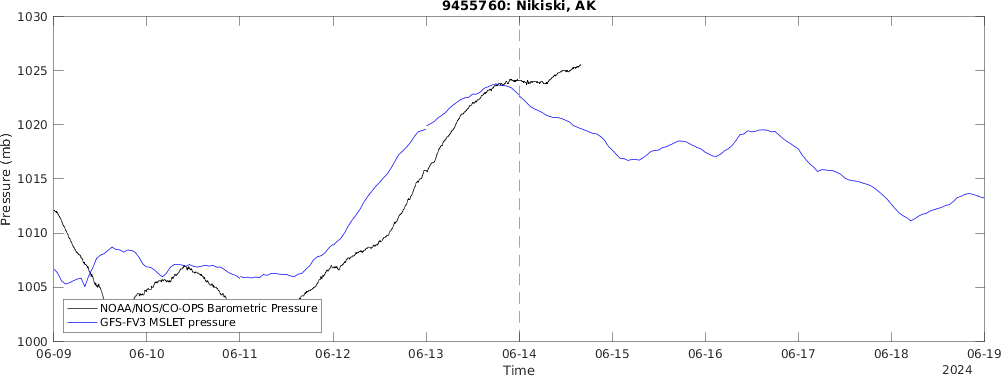 9455760: Nikiski, AK
1030
1025
1020
1015
1010
1005
1000
Pressure (mb)
NOAA/NOS/CO-OPS Barometric Pressure
GFS-FV3 MSLET pressure
06-09 06-10 06-11 06-12 06-13 06-14 06-15 06-16 06-17 06-18 06-19
Time
2024